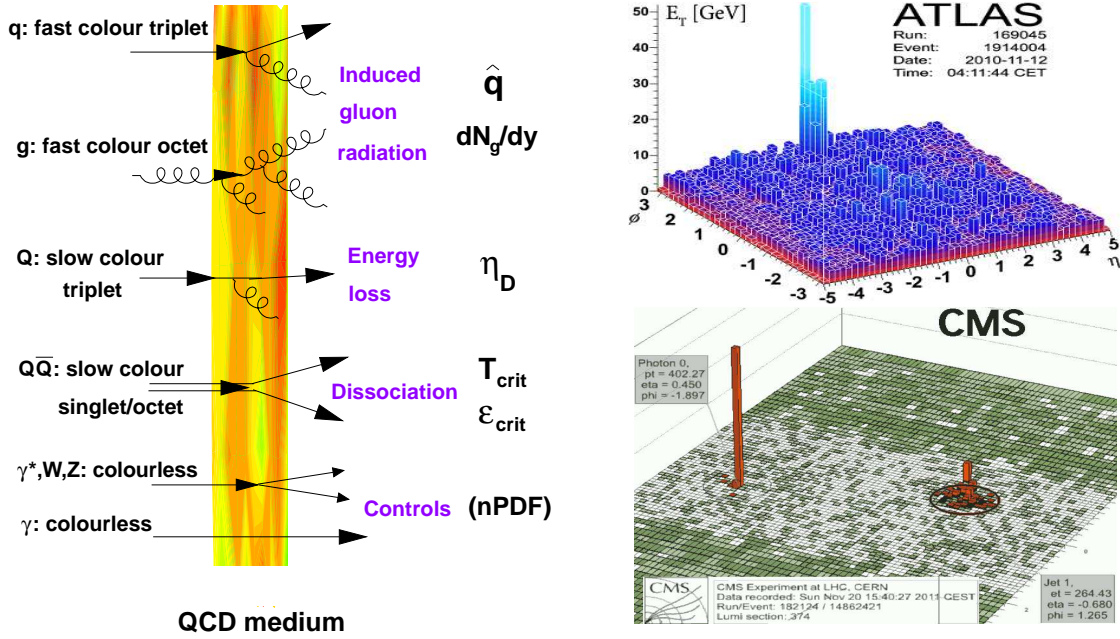 q: fast colour triplet
Induced
gluon
radiation
q̂
dN_g/dy
g: fast colour octet
Q: slow colour
triplet
Energy
loss
η_D
QQ̅: slow colour
singlet/octet
Dissociation
T_crit
ε_crit
γ*,W,Z: colourless
Controls
(nPDF)
γ: colourless
QCD medium
E_T [GeV]
ATLAS
Run: 169045
Event: 1914004
Date: 2010-11-12
Time: 04:11:44 CET
50
40
30
20
10
0
ϕ
3
2
1
0
-1
-2
-3
-5
-4
-3
-2
-1
0
1
2
3
4
5
η
CMS
Photon 0,
pt = 402.27
eta = 0.450
phi = -1.897
0
2
CMS
CMS Experiment at LHC, CERN
Data recorded: Sun Nov 20 15:40:27 2011 CEST
Run/Event: 182124 / 14862421
Lumi section: 374
Jet 1,
et = 264.43
eta = -0.680
phi = 1.265